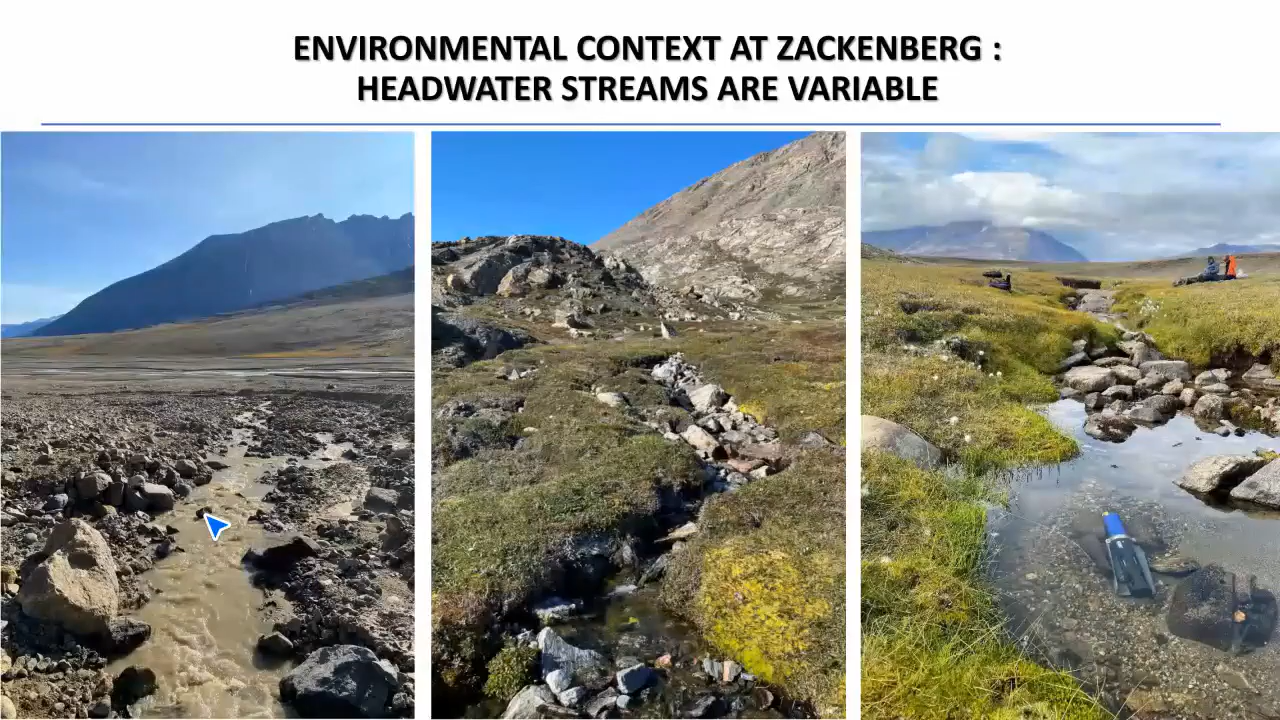 ENVIRONMENTAL CONTEXT AT ZACKENBERG :
HEADWATER STREAMS ARE VARIABLE